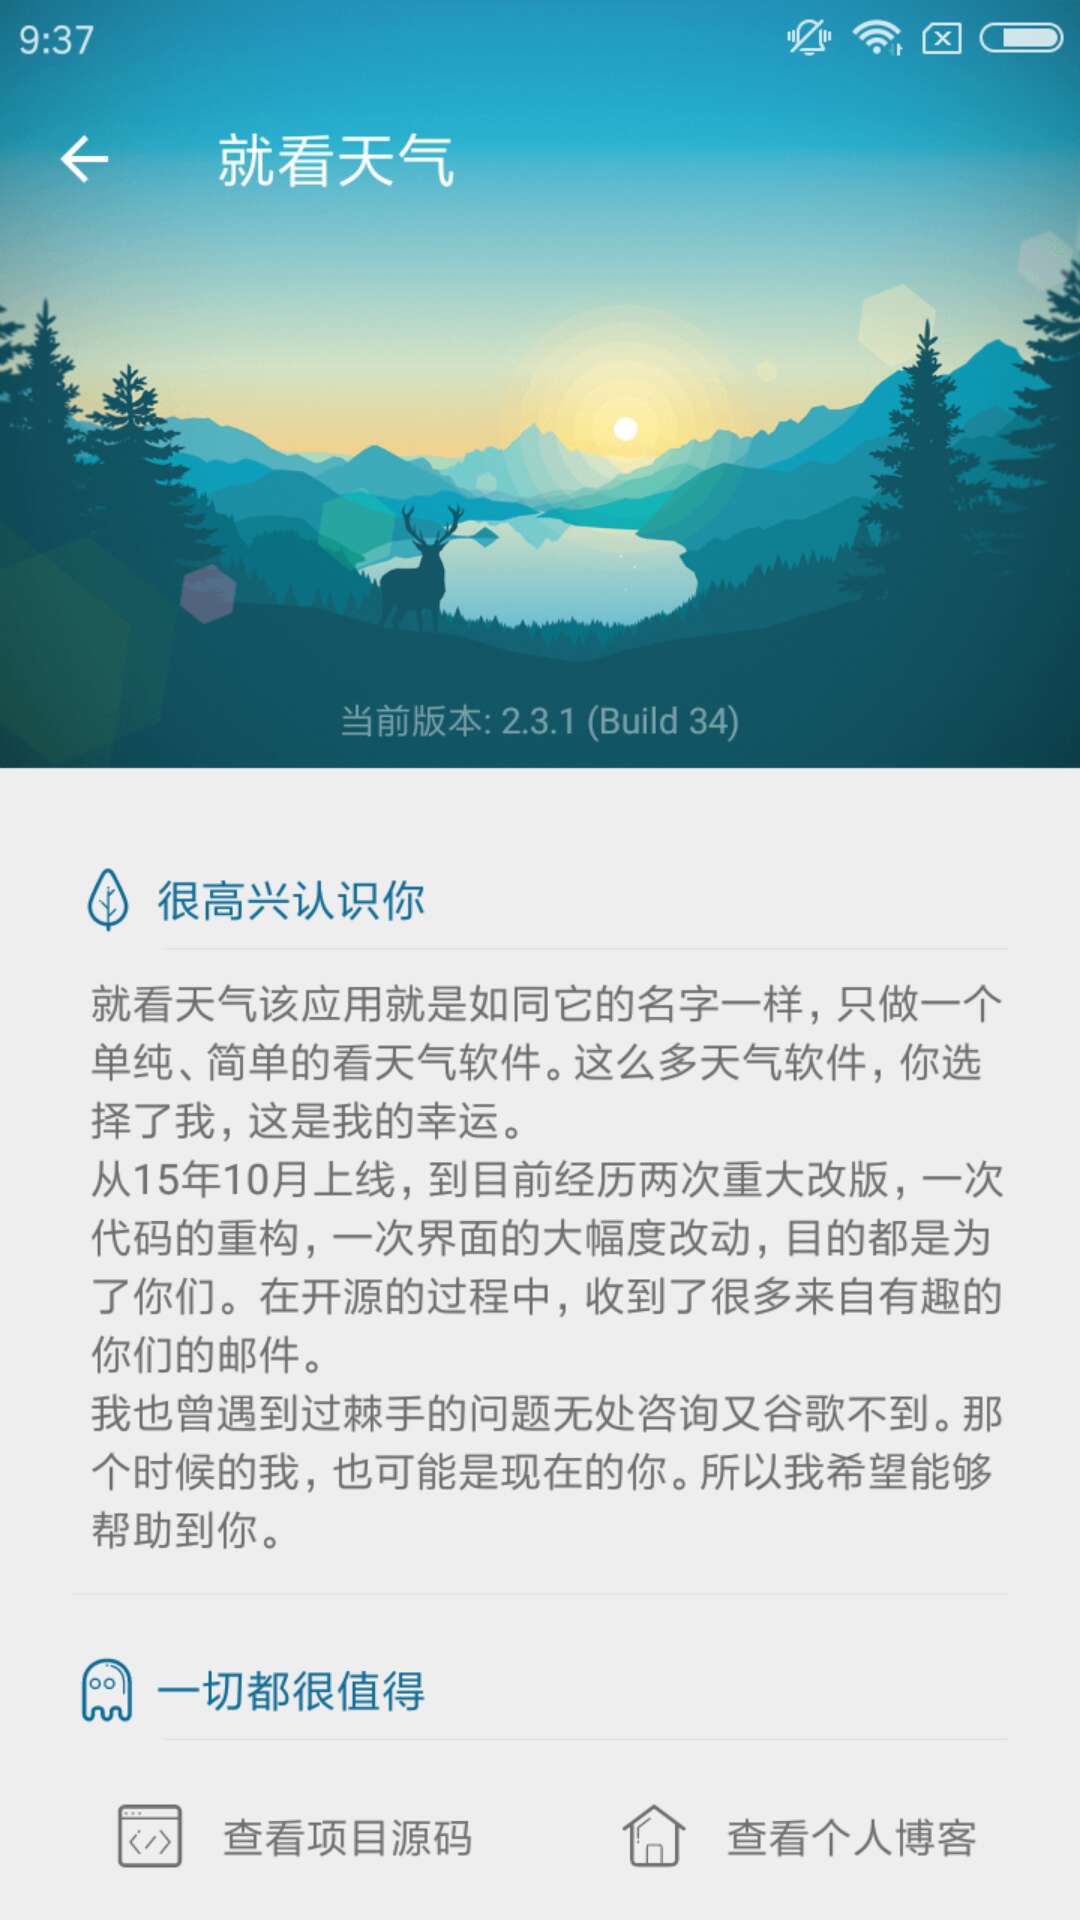 9:37
就看天气
当前版本: 2.3.1 (Build 34)
很高兴认识你
就看天气该应用就是如同它的名字一样，只做一个
单纯、简单的看天气软件。这么多天气软件，你选
择了我，这是我的幸运。
从15年10月上线，到目前经历两次重大改版，一次
代码的重构，一次界面的大幅度改动，目的都是为
了你们。在开源的过程中，收到了很多来自有趣的
你们的邮件。
我也曾遇到过棘手的问题无处咨询又谷歌不到。那
个时候的我，也可能是现在的你。所以我希望能够
帮助到你。
一切都很值得
查看项目源码
查看个人博客